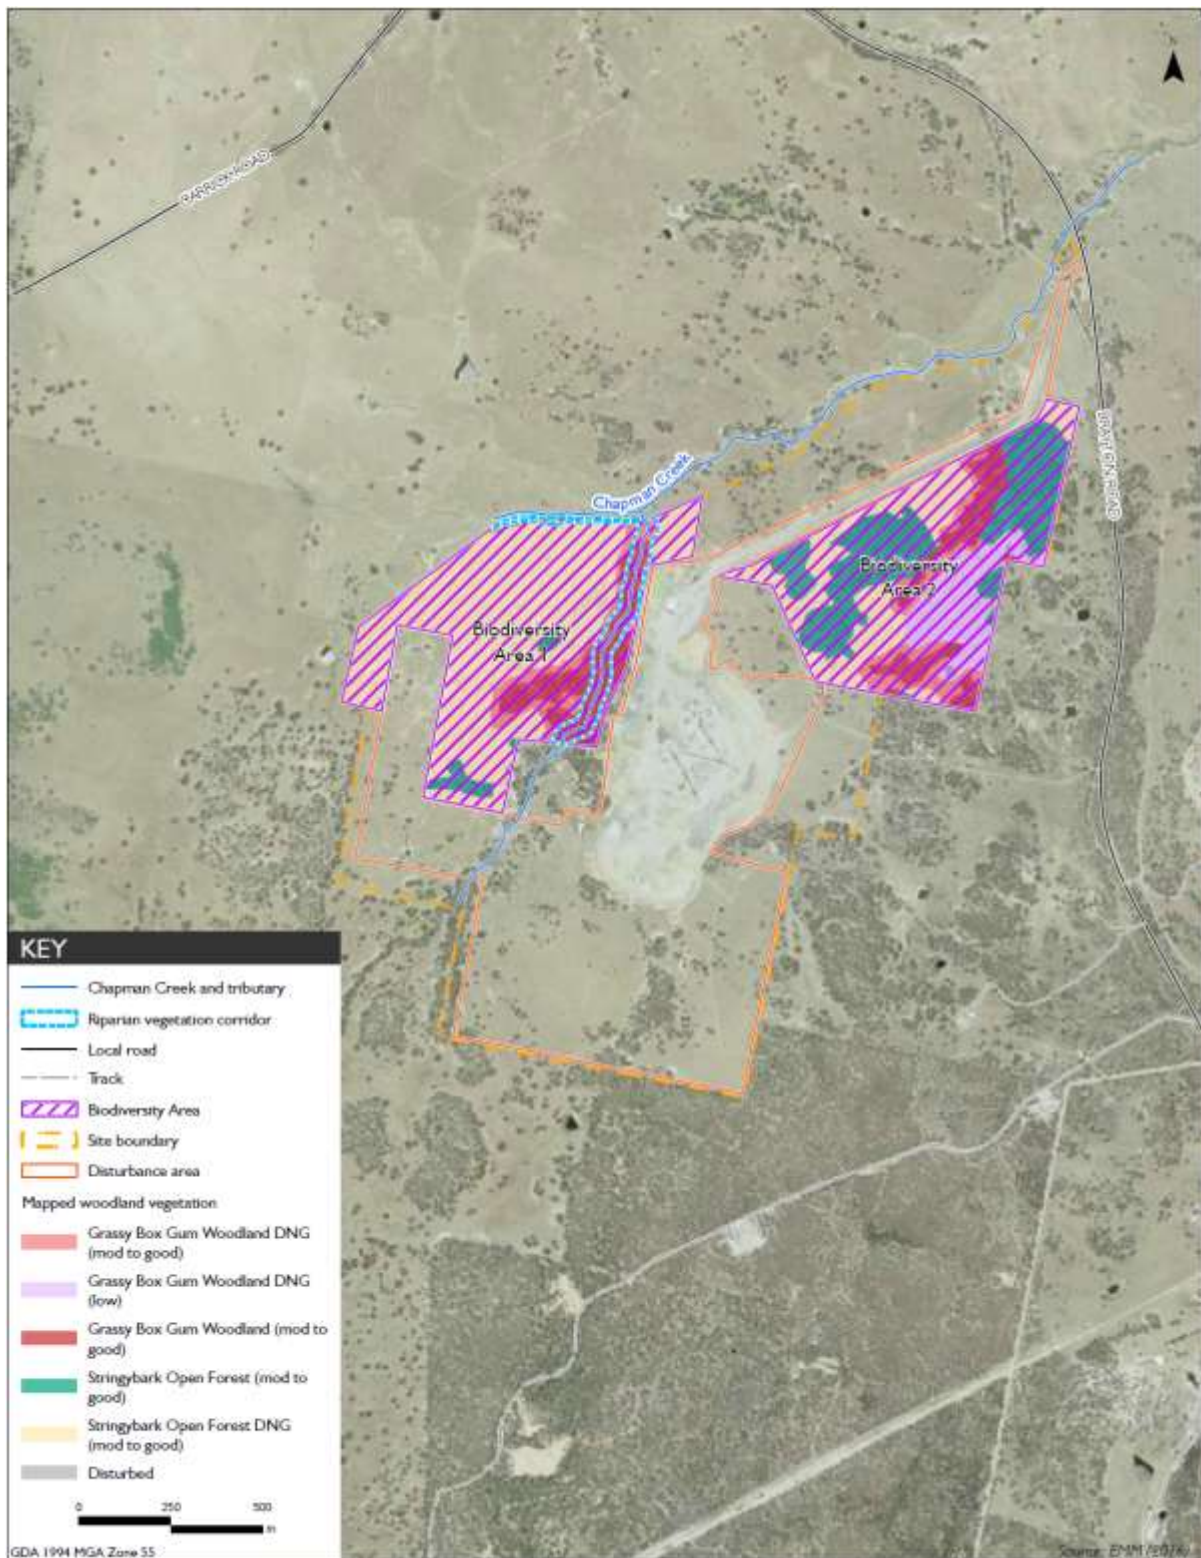 Chapman Creek
Biodiversity
Area 2
Biodiversity
Area 1
KEY
Chapman Creek and tributary
Riparian vegetation corridor
Local road
Track
Biodiversity Area
Site boundary
Disturbance area
Mapped woodland vegetation
Grassy Box Gum Woodland DNG
(mod to good)
Grassy Box Gum Woodland DNG
(low)
Grassy Box Gum Woodland (mod to
good)
Stringybark Open Forest (mod to
good)
Stringybark Open Forest DNG
(mod to good)
Disturbed
0 250 500
m
GDA 1994 MGA Zone 55
Source: EMM